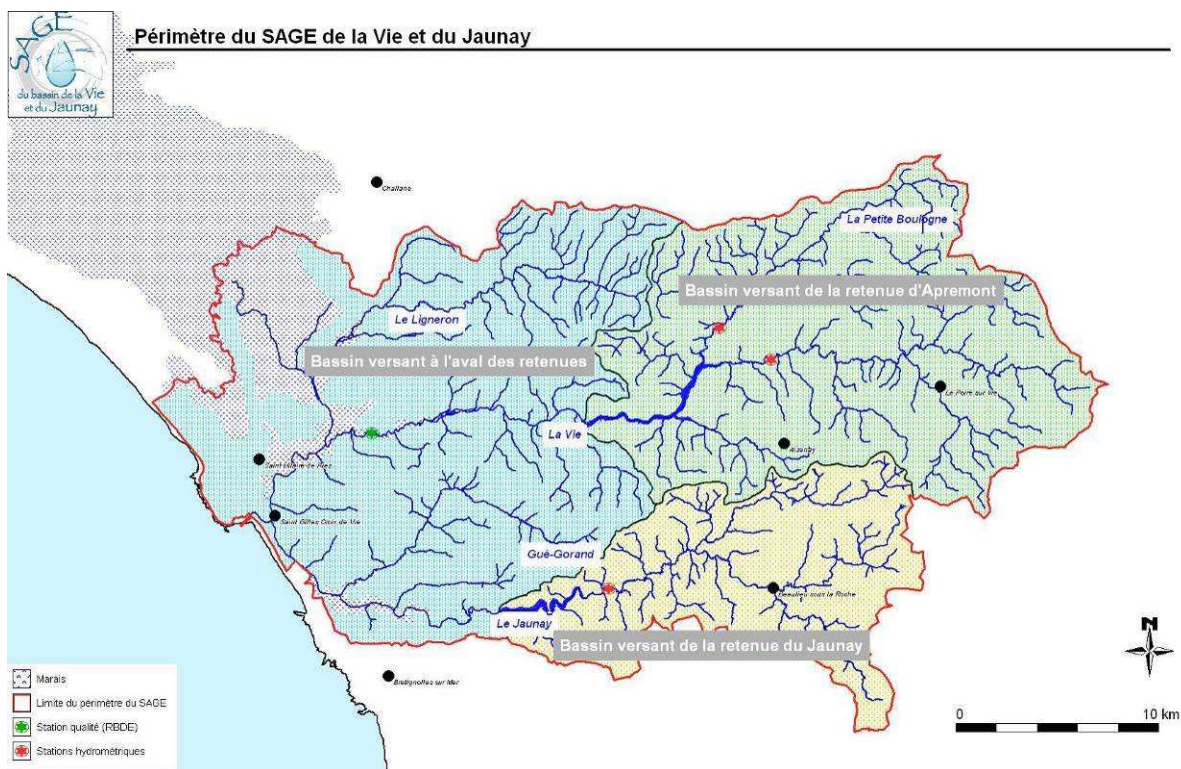 SAGE
du bassin de la Vie
et du Jaunay
Périmètre du SAGE de la Vie et du Jaunay
Challans
La Petite Boulogne
Bassin versant de la retenue d'Apremont
Le Ligneron
Bassin versant à l'aval des retenues
Le Poiré sur Vie
La Vie
Aizenay
Saint Hilaire de Riez
Saint Gilles Croix de Vie
Gué-Gorand
Beaulieu sous la Roche
Le Jaunay
Bassin versant de la retenue du Jaunay
Bretignolles sur Mer
N
0 10 km
Marais
Limite du périmètre du SAGE
Station qualité (RBDE)
Stations hydrométriques